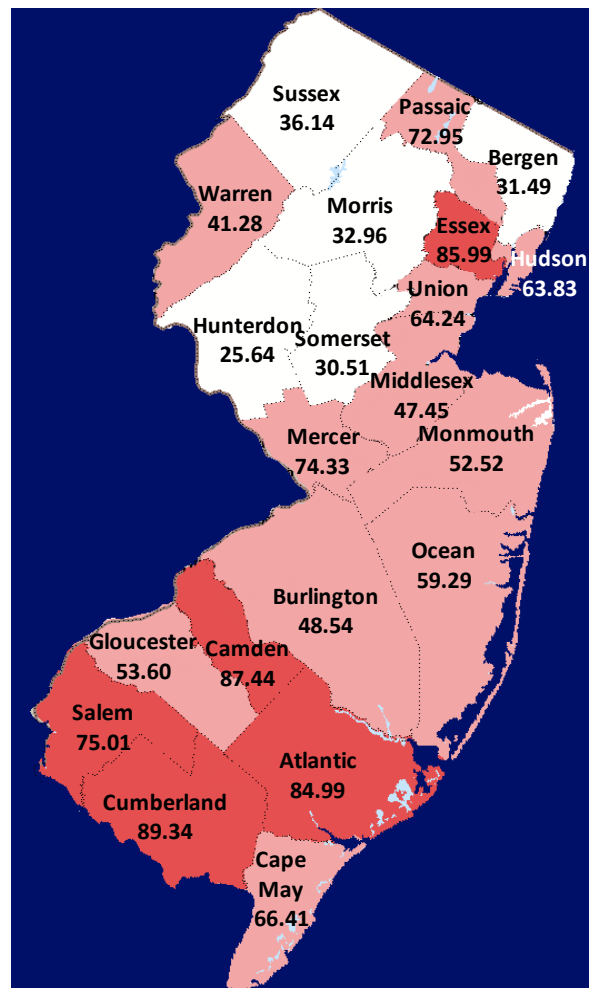 Sussex
36.14
Passaic
72.95
Bergen
31.49
Warren
41.28
Morris
32.96
Essex
85.99
Hudson
63.83
Union
64.24
Hunterdon
25.64
Somerset
30.51
Middlesex
47.45
Mercer
74.33
Monmouth
52.52
Ocean
59.29
Burlington
48.54
Gloucester
53.60
Camden
87.44
Salem
75.01
Atlantic
84.99
Cumberland
89.34
Cape
May
66.41